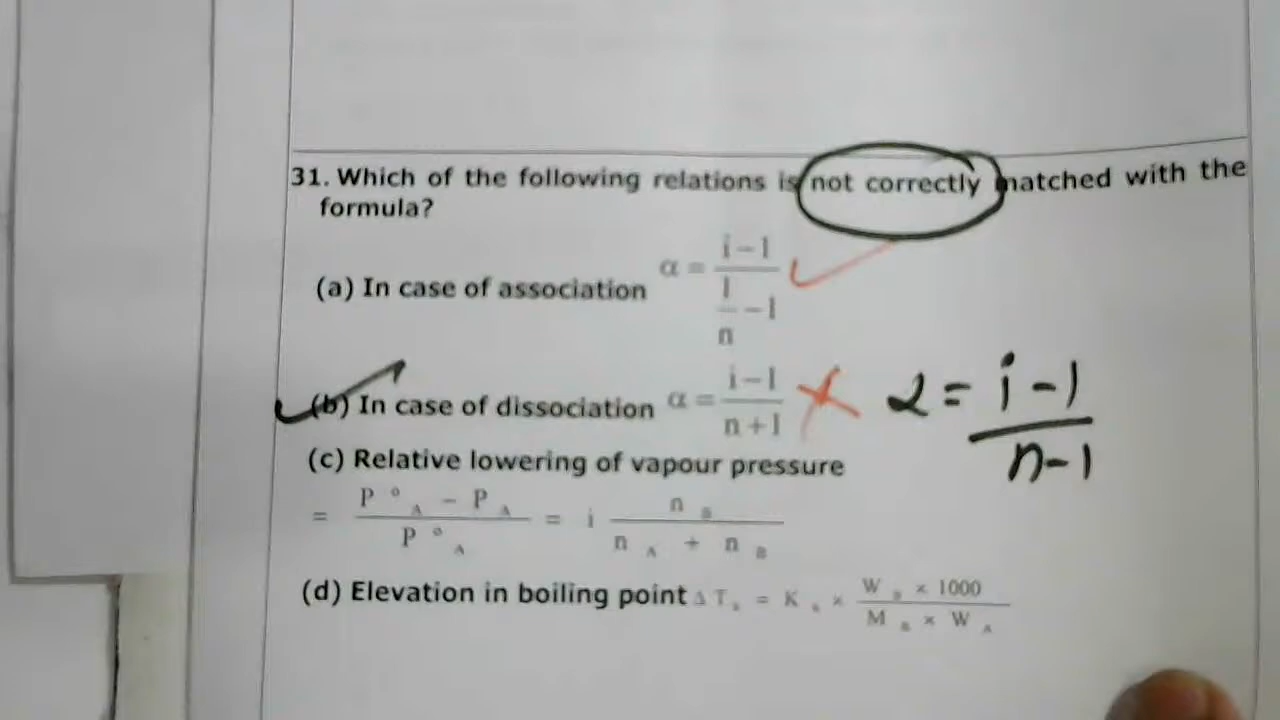 31. Which of the following relations is not correctly matched with the
formula?
(a) In case of association α = (i-1)/(1/n - 1)
(b) In case of dissociation α = (i-1)/(n+1) α = (i-1)/(n-1)
(c) Relative lowering of vapour pressure
= (P°A - PA)/P°A = i nB/(nA + nB)
(d) Elevation in boiling point ΔTb = Kb × (WB × 1000)/(MB × WA)